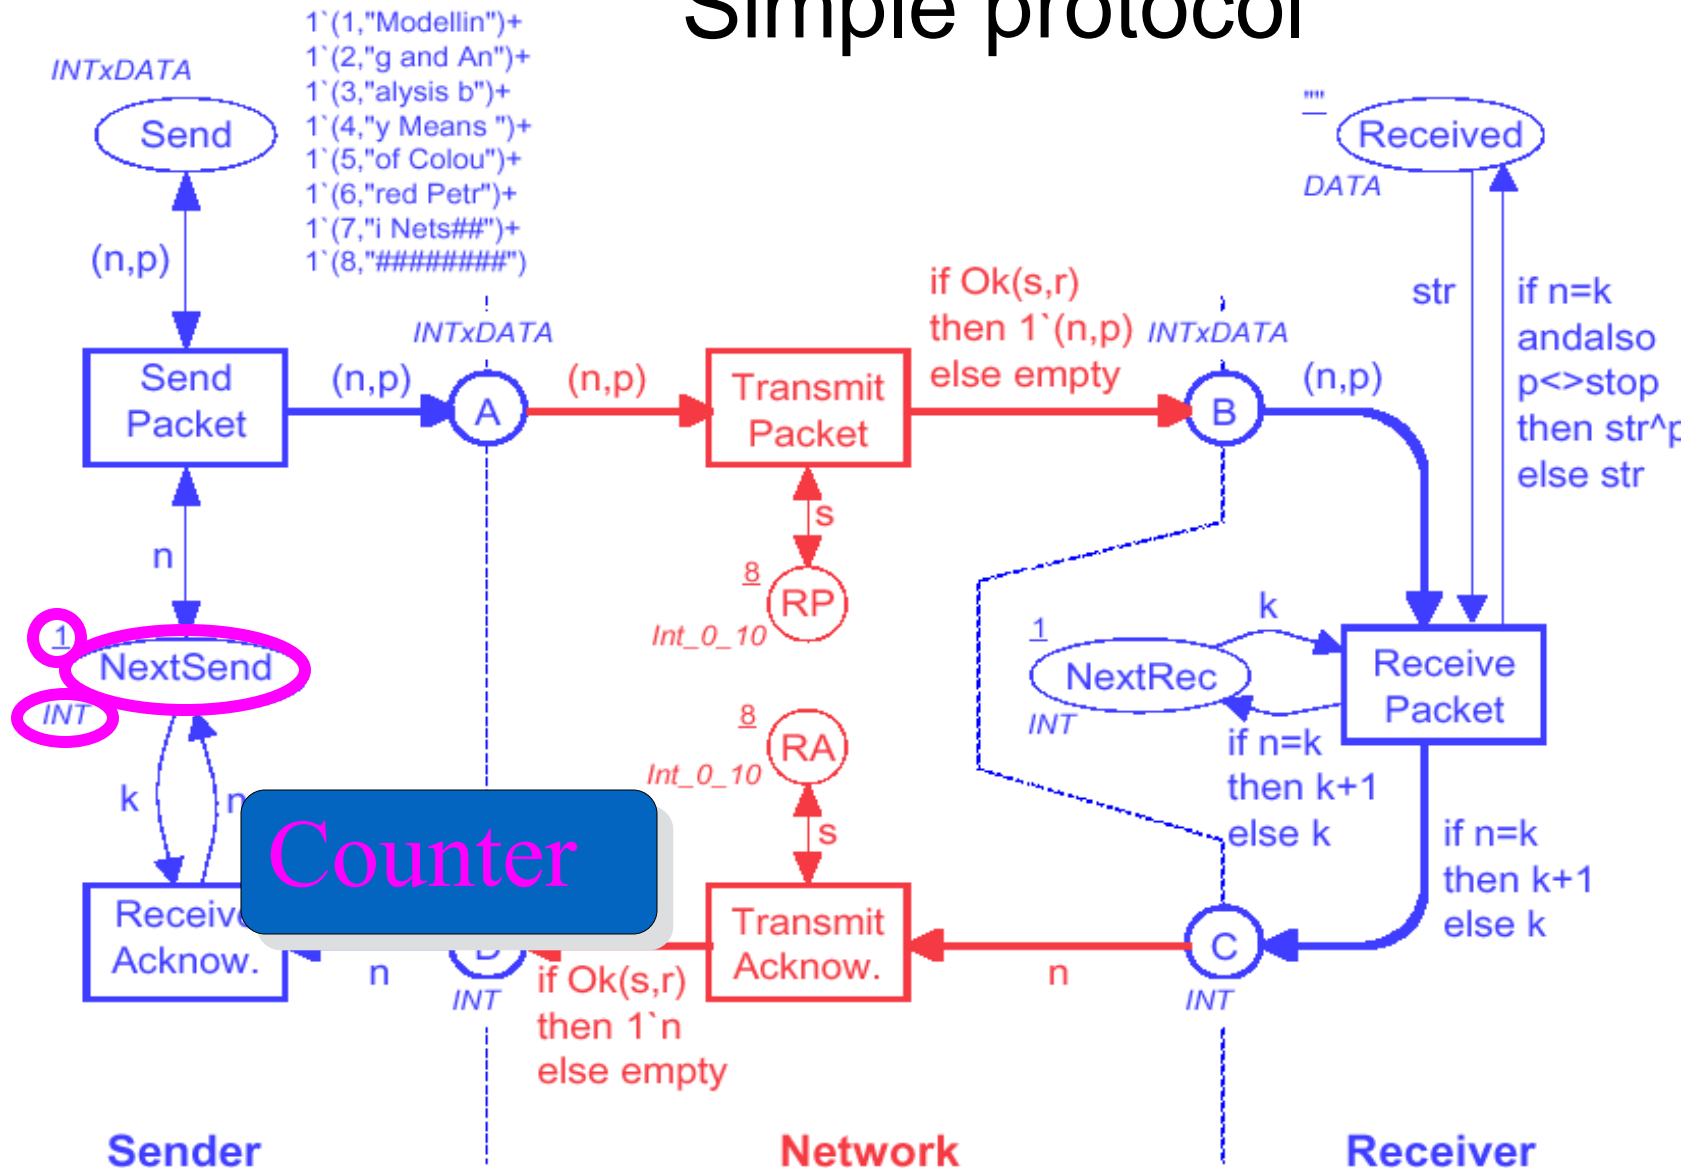 Simple protocol
1`(1,"Modellin")+
1`(2,"g and An")+
1`(3,"alysis b")+
1`(4,"y Means ")+
1`(5,"of Colou")+
1`(6,"red Petr")+
1`(7,"i Nets##")+
1`(8,"########")
INTxDATA
Send
""
Received
DATA
(n,p)
str
if n=k
andalso
p<>stop
then str^p
else str
if Ok(s,r)
then 1`(n,p)
else empty
INTxDATA
INTxDATA
Send
Packet
(n,p)
A
(n,p)
Transmit
Packet
B
(n,p)
n
s
8
RP
Int_0_10
1
NextSend
INT
k
1
NextRec
INT
Receive
Packet
8
RA
Int_0_10
if n=k
then k+1
else k
k
n
Counter
s
if n=k
then k+1
else k
Receive
Acknow.
n
INT
if Ok(s,r)
then 1`n
else empty
Transmit
Acknow.
n
C
INT
Sender
Network
Receiver